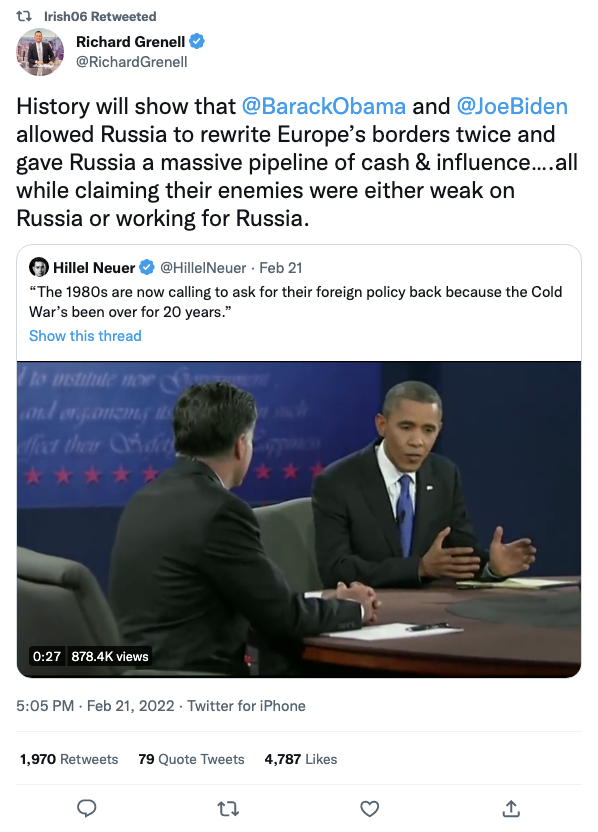 Irish06 Retweeted
Richard Grenell
@RichardGrenell
History will show that @BarackObama and @JoeBiden
allowed Russia to rewrite Europe’s borders twice and
gave Russia a massive pipeline of cash & influence....all
while claiming their enemies were either weak on
Russia or working for Russia.
Hillel Neuer @HillelNeuer · Feb 21
“The 1980s are now calling to ask for their foreign policy back because the Cold
War’s been over for 20 years.”
Show this thread
to institute new Government
and organizing its such
effect their Safety Happiness
0:27 878.4K views
5:05 PM · Feb 21, 2022 · Twitter for iPhone
1,970 Retweets 79 Quote Tweets 4,787 Likes